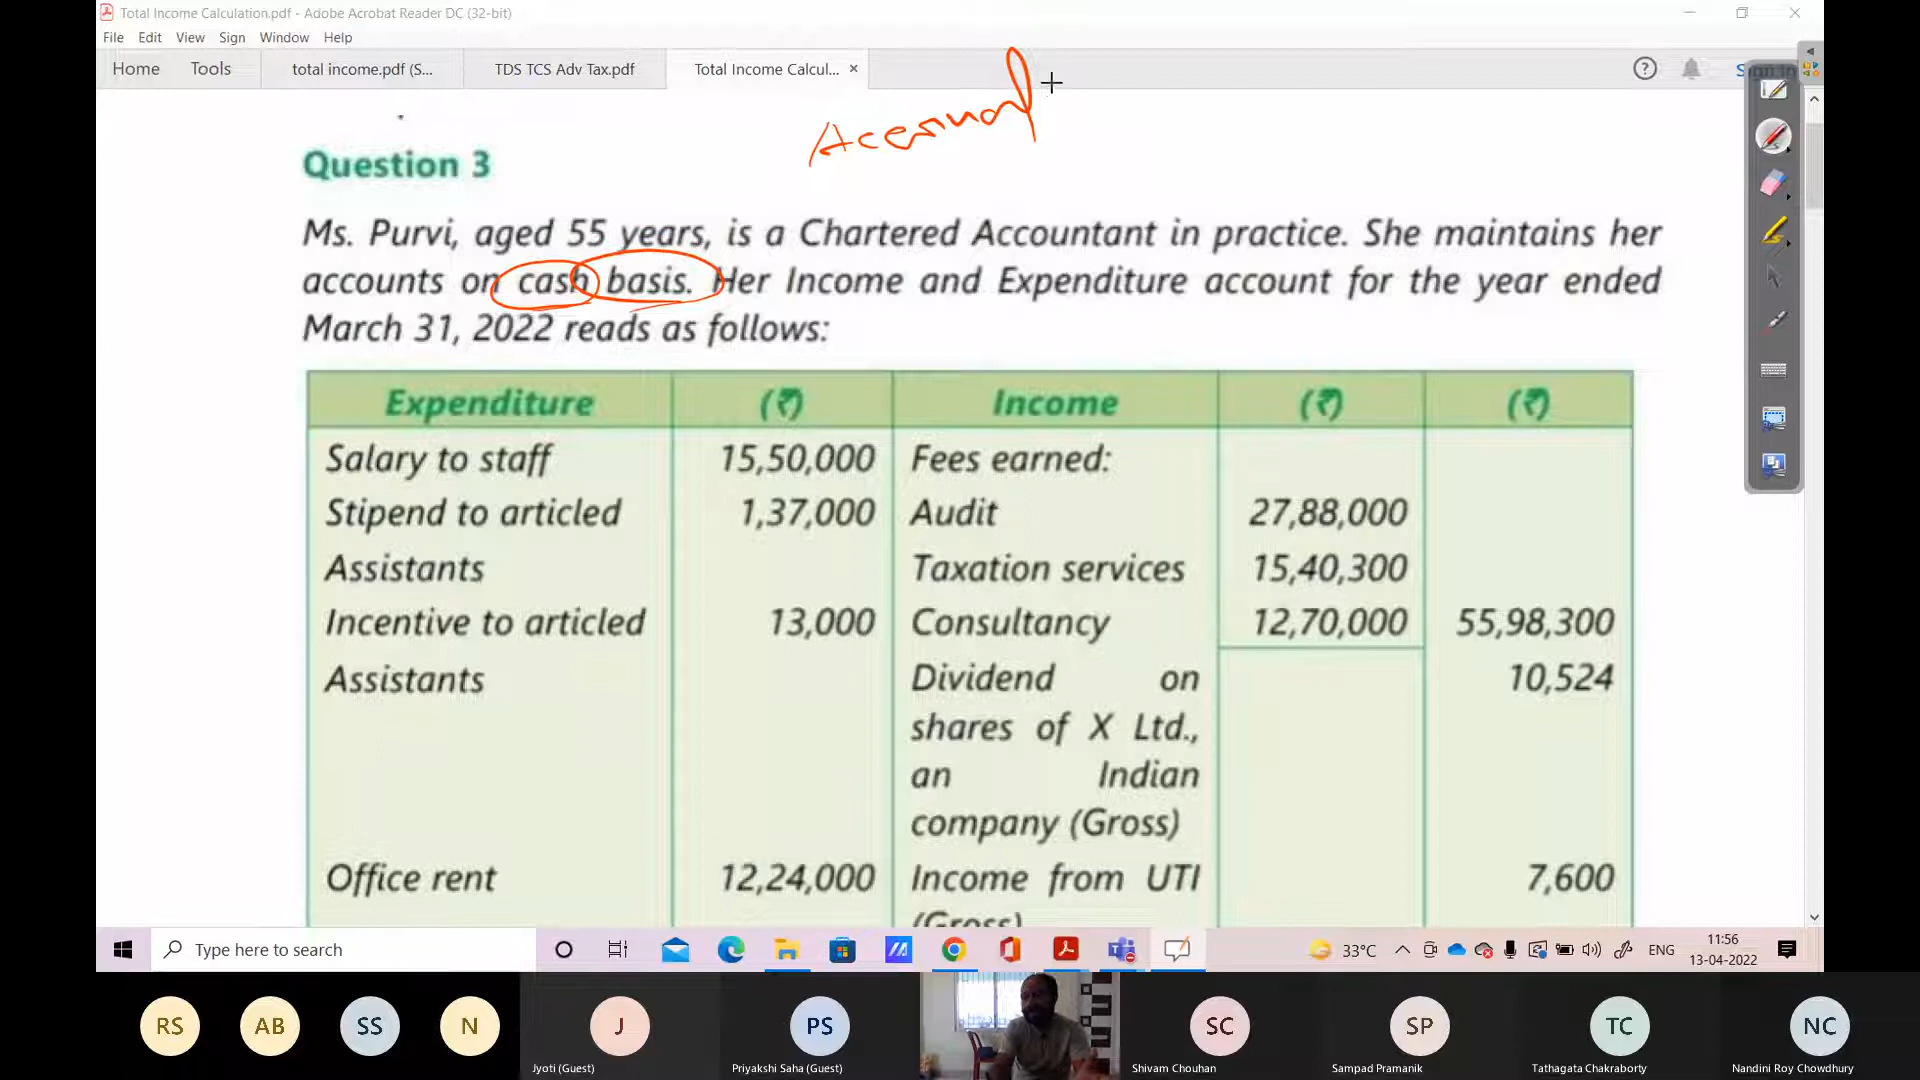 Total Income Calculation.pdf - Adobe Acrobat Reader DC (32-bit)
File Edit View Sign Window Help
Home Tools total income.pdf (S... TDS TCS Adv Tax.pdf Total Income Calcul... ×
Sign In
Accrual
Question 3
Ms. Purvi, aged 55 years, is a Chartered Accountant in practice. She maintains her
accounts on cash basis. Her Income and Expenditure account for the year ended
March 31, 2022 reads as follows:
Expenditure (₹) Income (₹) (₹)
Salary to staff 15,50,000 Fees earned:
Stipend to articled 1,37,000 Audit 27,88,000
Assistants Taxation services 15,40,300
Incentive to articled 13,000 Consultancy 12,70,000 55,98,300
Assistants Dividend on 10,524
shares of X Ltd.,
an Indian
company (Gross)
Office rent 12,24,000 Income from UTI 7,600
(Gross)
Type here to search 33°C ENG 11:56
13-04-2022
RS AB SS N J PS SC SP TC NC
Jyoti (Guest) Priyakshi Saha (Guest) Shivam Chouhan Sampad Pramanik Tathagata Chakraborty Nandini Roy Chowdhury